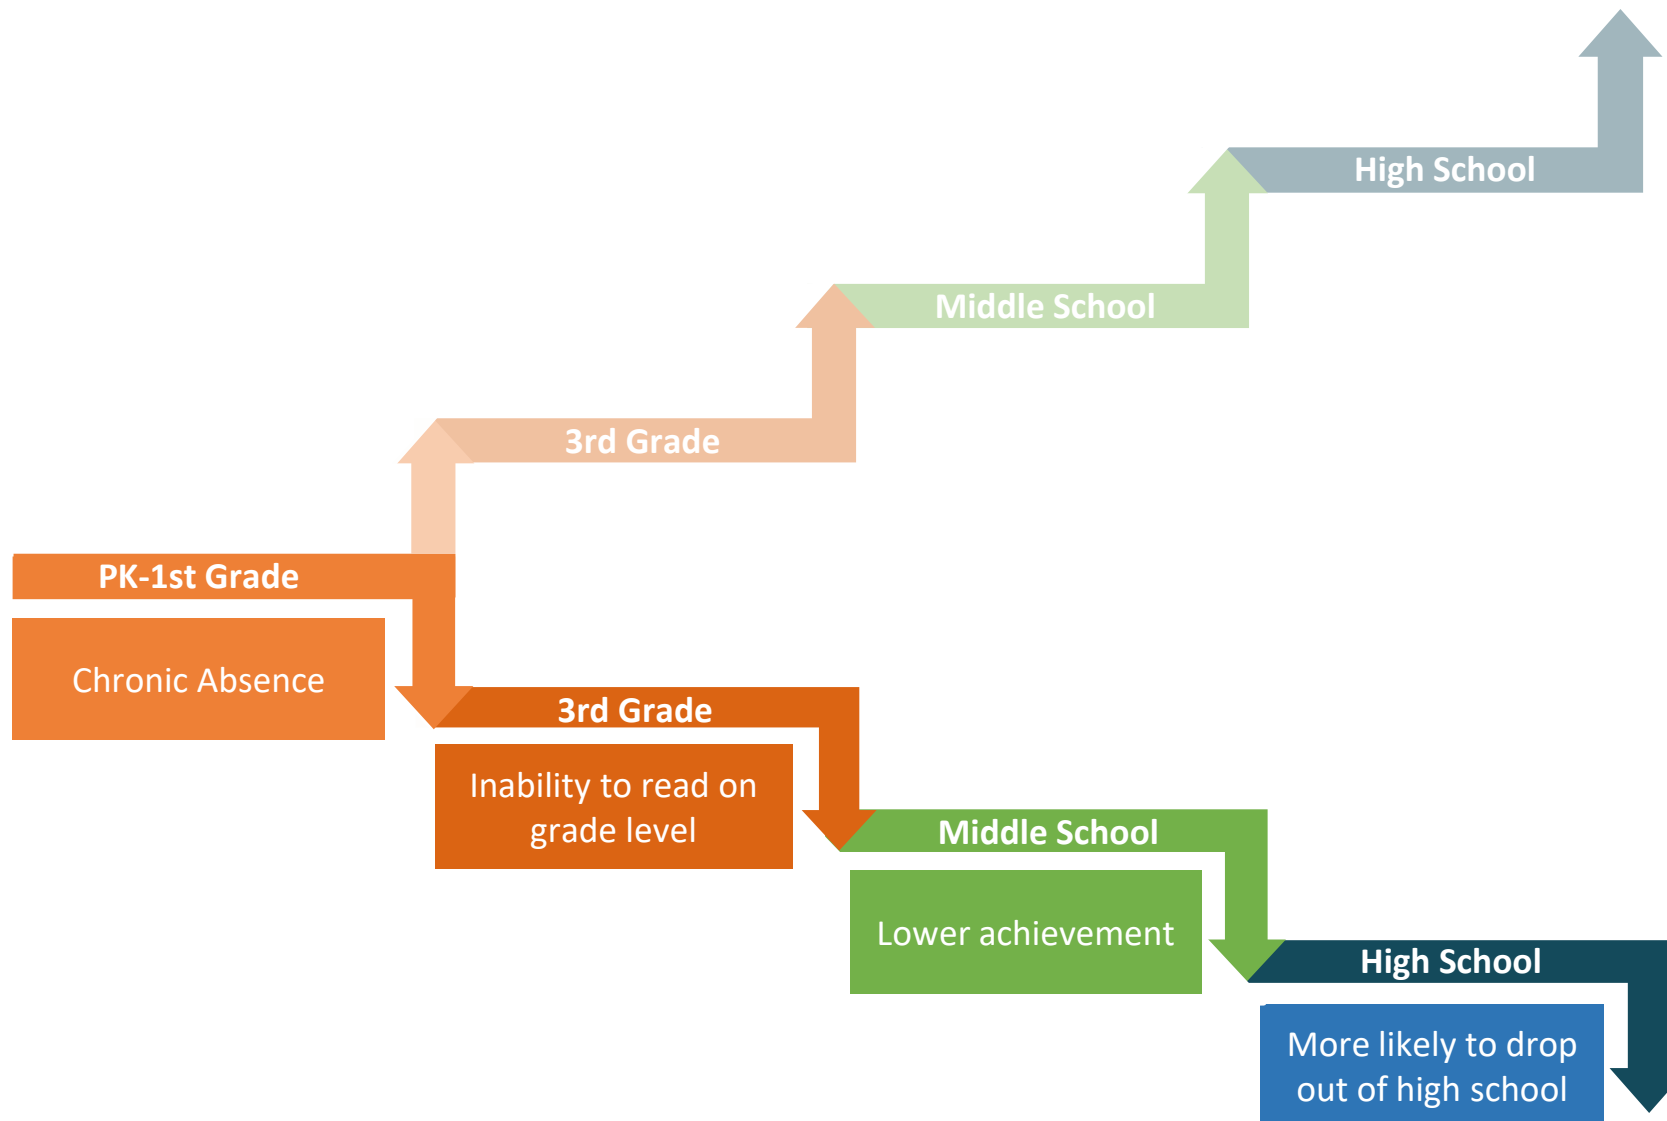 High School
Middle School
3rd Grade
PK-1st Grade
Chronic Absence
3rd Grade
Inability to read on
grade level
Middle School
Lower achievement
High School
More likely to drop
out of high school